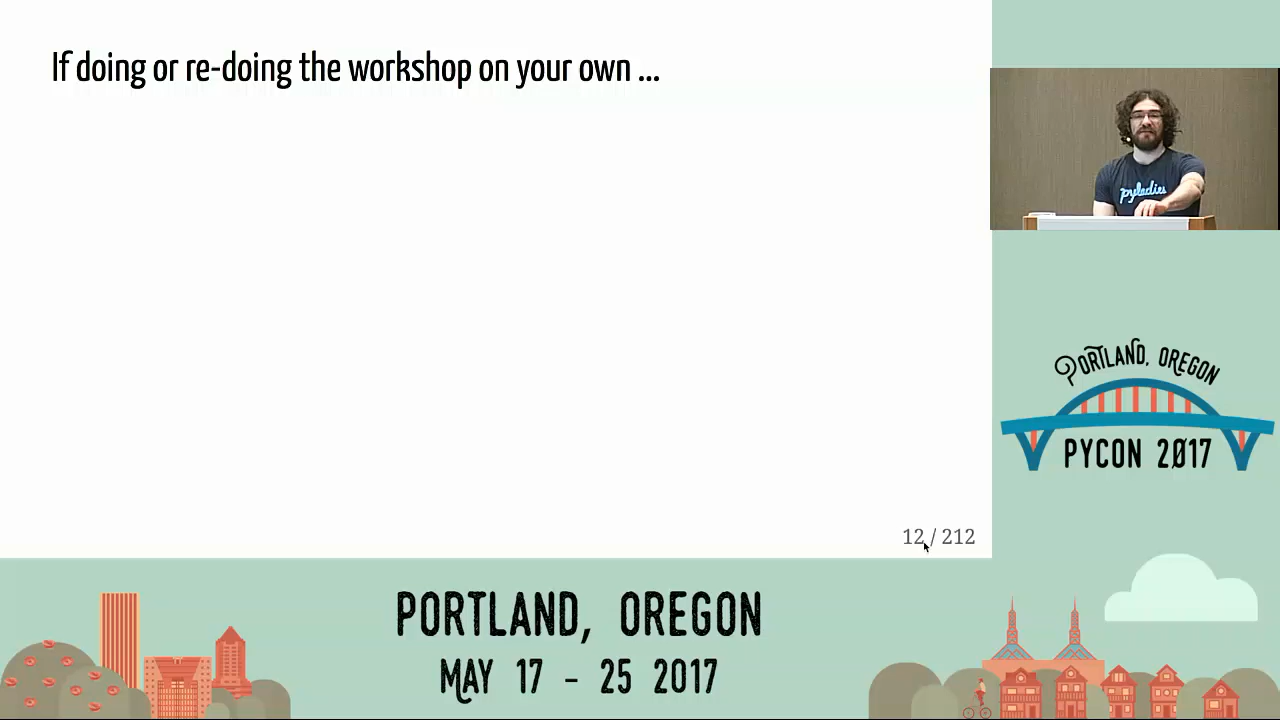 If doing or re-doing the workshop on your own ...
pyladies
PORTLAND, OREGON
PYCON 2017
12 / 212
PORTLAND, OREGON
MAY 17 - 25 2017